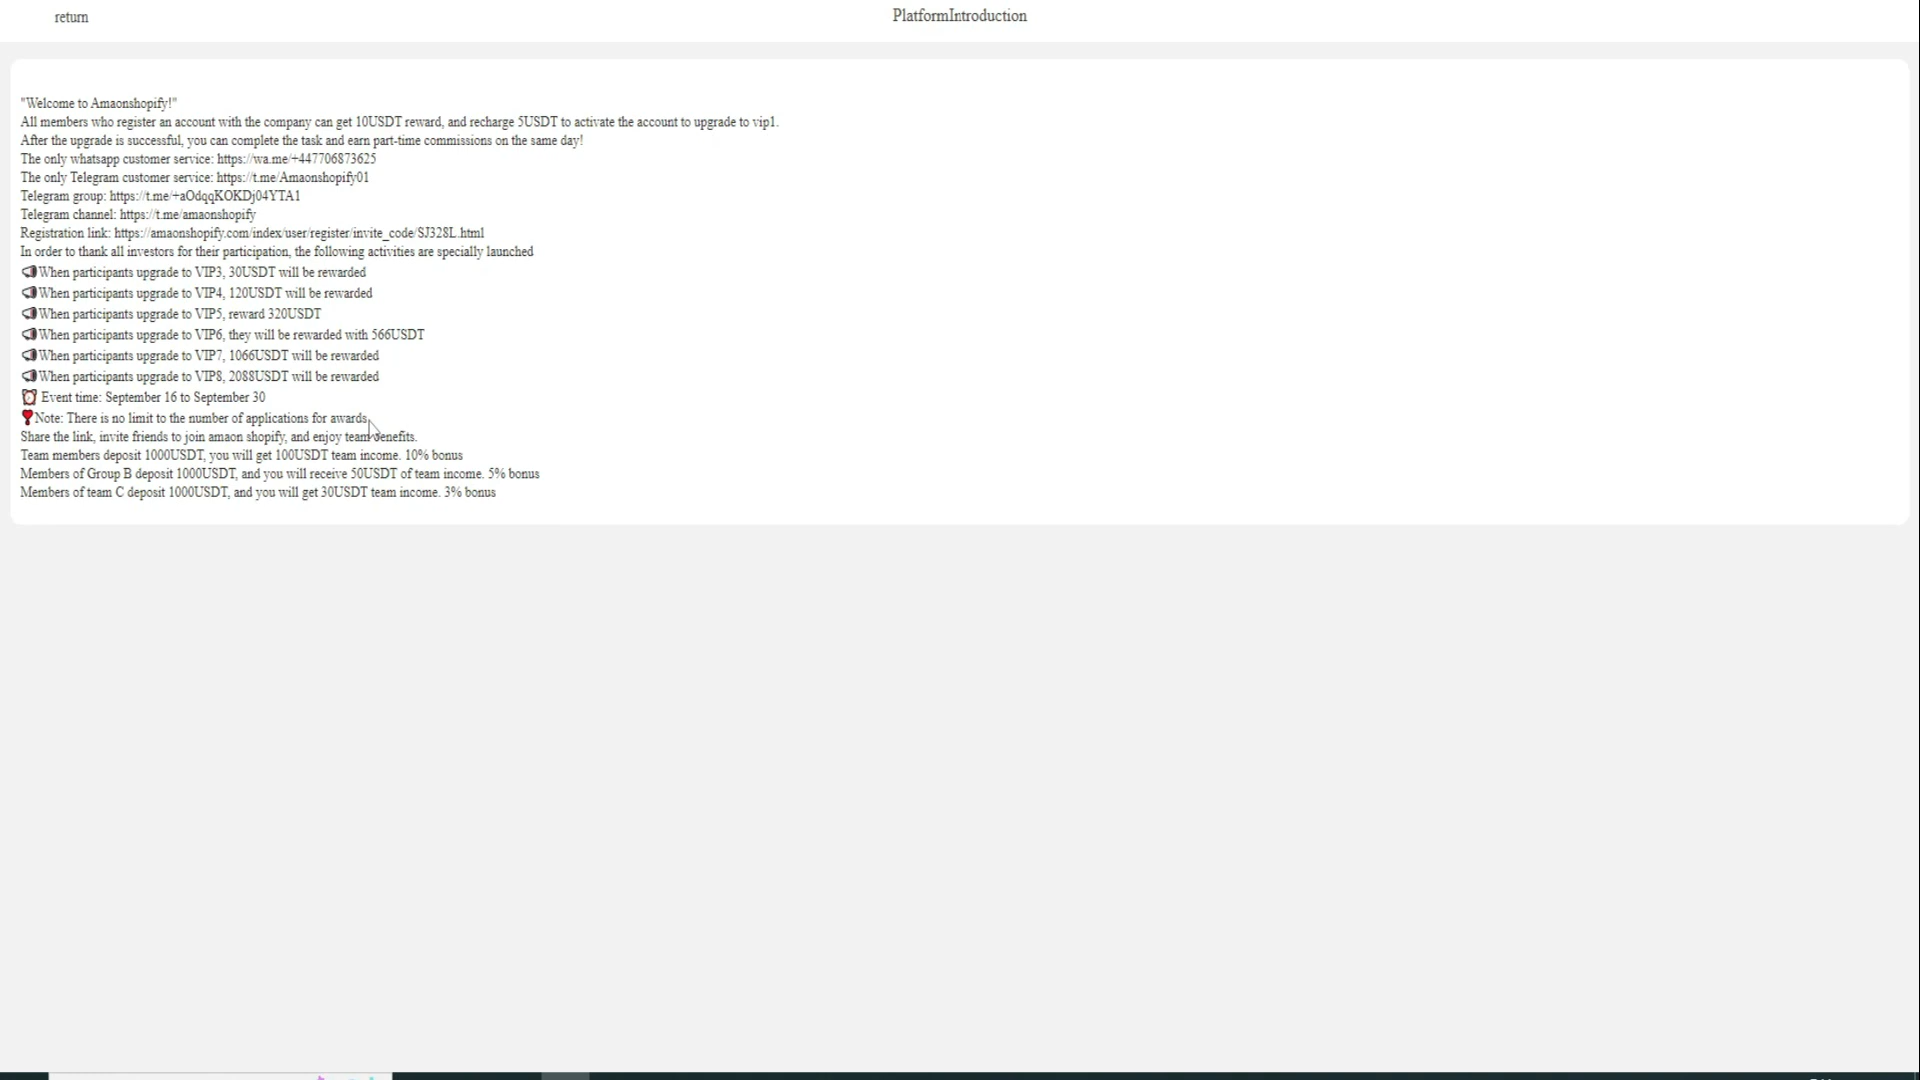 return
PlatformIntroduction
"Welcome to Amaonshopify!"
All members who register an account with the company can get 10USDT reward, and recharge 5USDT to activate the account to upgrade to vip1.
After the upgrade is successful, you can complete the task and earn part-time commissions on the same day!
The only whatsapp customer service: https://wa.me/+447706873625
The only Telegram customer service: https://t.me/Amaonshopify01
Telegram group: https://t.me/+aOdqqKOKDj04YTA1
Telegram channel: https://t.me/amaonshopify
Registration link: https://amaonshopify.com/index/user/register/invite_code/SJ328L.html
In order to thank all investors for their participation, the following activities are specially launched
📢When participants upgrade to VIP3, 30USDT will be rewarded
📢When participants upgrade to VIP4, 120USDT will be rewarded
📢When participants upgrade to VIP5, reward 320USDT
📢When participants upgrade to VIP6, they will be rewarded with 566USDT
📢When participants upgrade to VIP7, 1066USDT will be rewarded
📢When participants upgrade to VIP8, 2088USDT will be rewarded
⏰ Event time: September 16 to September 30
❣Note: There is no limit to the number of applications for awards.
Share the link, invite friends to join amaon shopify, and enjoy team benefits.
Team members deposit 1000USDT, you will get 100USDT team income. 10% bonus
Members of Group B deposit 1000USDT, and you will receive 50USDT of team income. 5% bonus
Members of team C deposit 1000USDT, and you will get 30USDT team income. 3% bonus